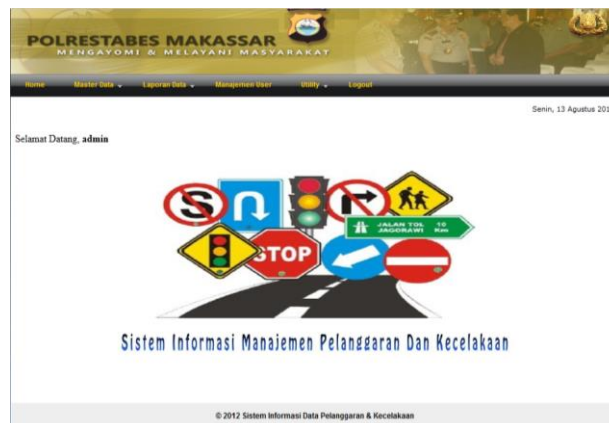 POLRESTABES MAKASSAR
MENGAYOMI & MELAYANI MASYARAKAT
Home Master Data Laporan Data Manajemen User Utility Logout
Senin, 13 Agustus 201
Selamat Datang, admin
S
JALAN TOL 10
JAGORAWI Km
STOP
Sistem Informasi Manajemen Pelanggaran Dan Kecelakaan
© 2012 Sistem Informasi Data Pelanggaran & Kecelakaan